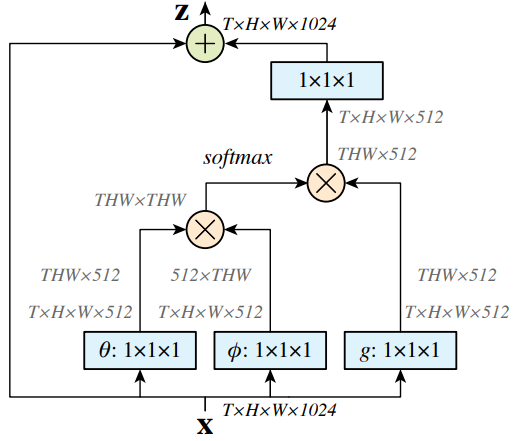 z
T×H×W×1024
+
1×1×1
T×H×W×512
softmax
THW×512
×
THW×THW
×
THW×512
512×THW
THW×512
T×H×W×512
T×H×W×512
T×H×W×512
θ: 1×1×1
ϕ: 1×1×1
g: 1×1×1
x
T×H×W×1024